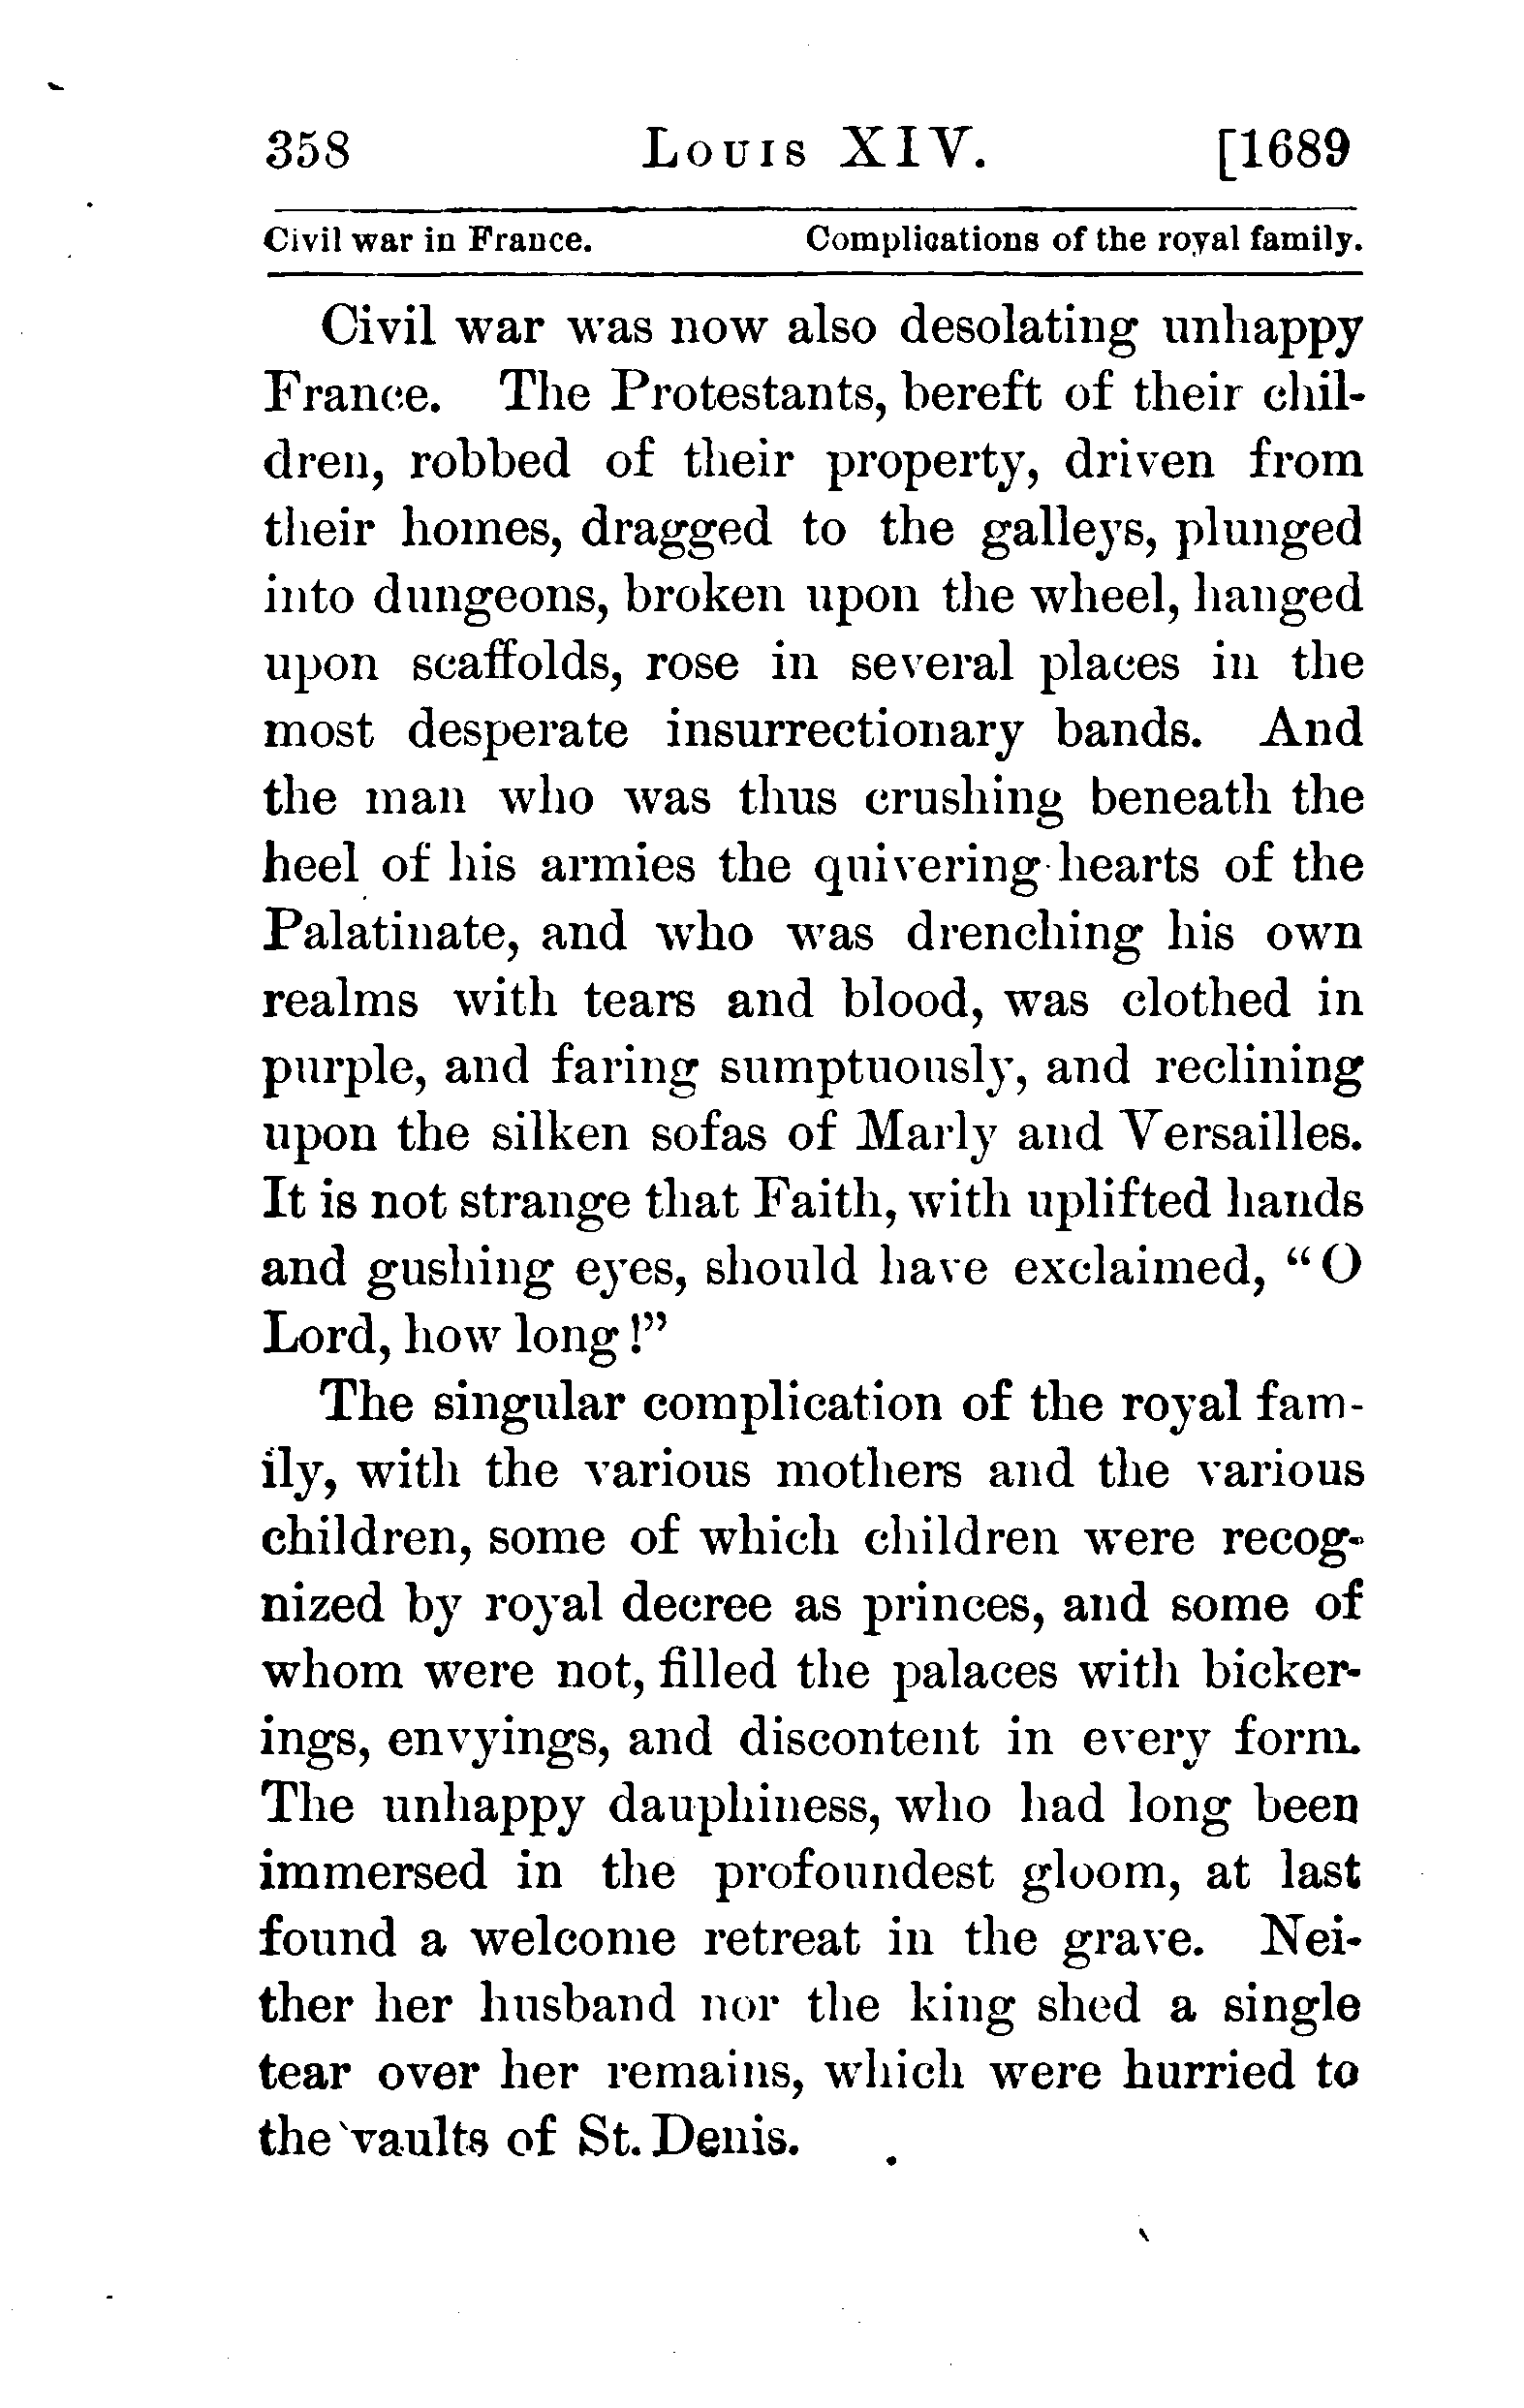 358 Louis XIV. [1689
Civil war in France. Complications of the royal family.
Civil war was now also desolating unhappy
France. The Protestants, bereft of their chil-
dren, robbed of their property, driven from
their homes, dragged to the galleys, plunged
into dungeons, broken upon the wheel, hanged
upon scaffolds, rose in several places in the
most desperate insurrectionary bands. And
the man who was thus crushing beneath the
heel of his armies the quivering hearts of the
Palatinate, and who was drenching his own
realms with tears and blood, was clothed in
purple, and faring sumptuously, and reclining
upon the silken sofas of Marly and Versailles.
It is not strange that Faith, with uplifted hands
and gushing eyes, should have exclaimed, "O
Lord, how long!"
The singular complication of the royal fam-
ily, with the various mothers and the various
children, some of which children were recog-
nized by royal decree as princes, and some of
whom were not, filled the palaces with bicker-
ings, envyings, and discontent in every form.
The unhappy dauphiness, who had long been
immersed in the profoundest gloom, at last
found a welcome retreat in the grave. Nei-
ther her husband nor the king shed a single
tear over her remains, which were hurried to
the vaults of St. Denis.